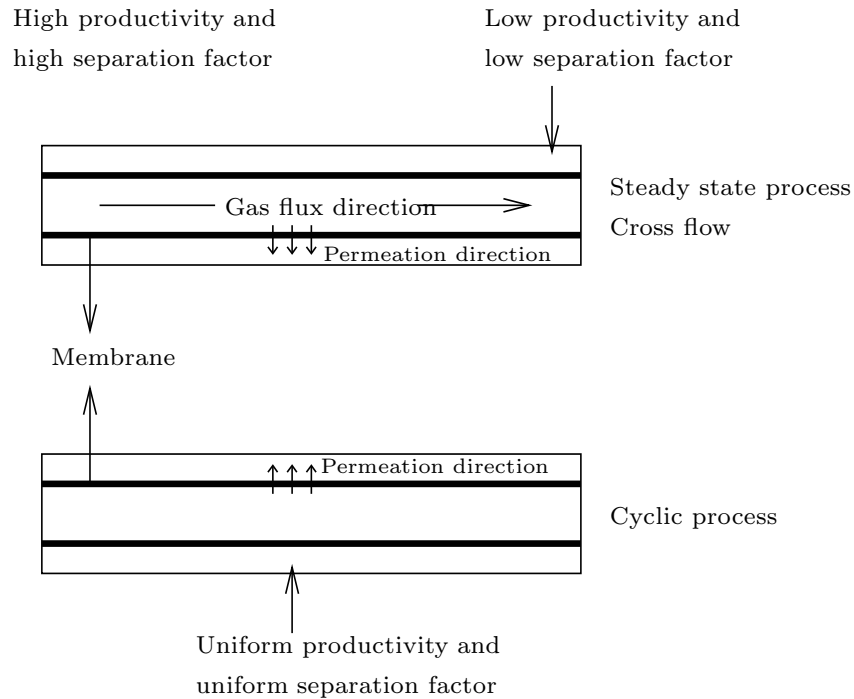 High productivity and
high separation factor
Low productivity and
low separation factor
Steady state process
Cross flow
Gas flux direction
Permeation direction
Membrane
Permeation direction
Cyclic process
Uniform productivity and
uniform separation factor